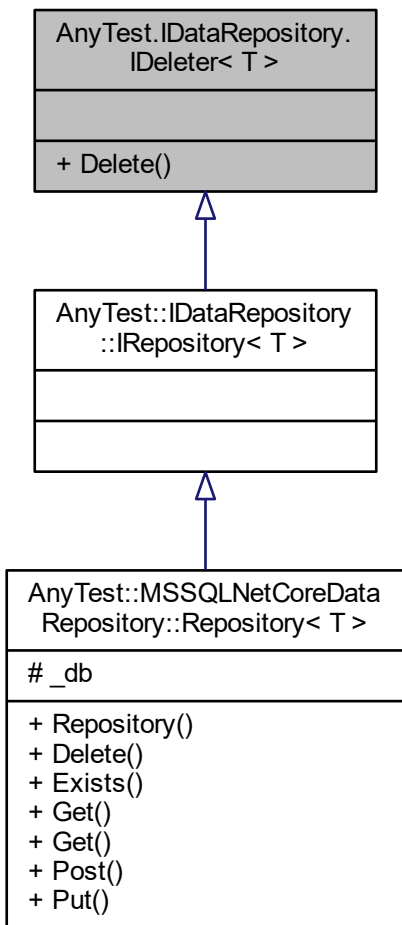 AnyTest.IDataRepository.
IDeleter< T >
+ Delete()
AnyTest::IDataRepository
::IRepository< T >
AnyTest::MSSQLNetCoreData
Repository::Repository< T >
# _db
+ Repository()
+ Delete()
+ Exists()
+ Get()
+ Get()
+ Post()
+ Put()